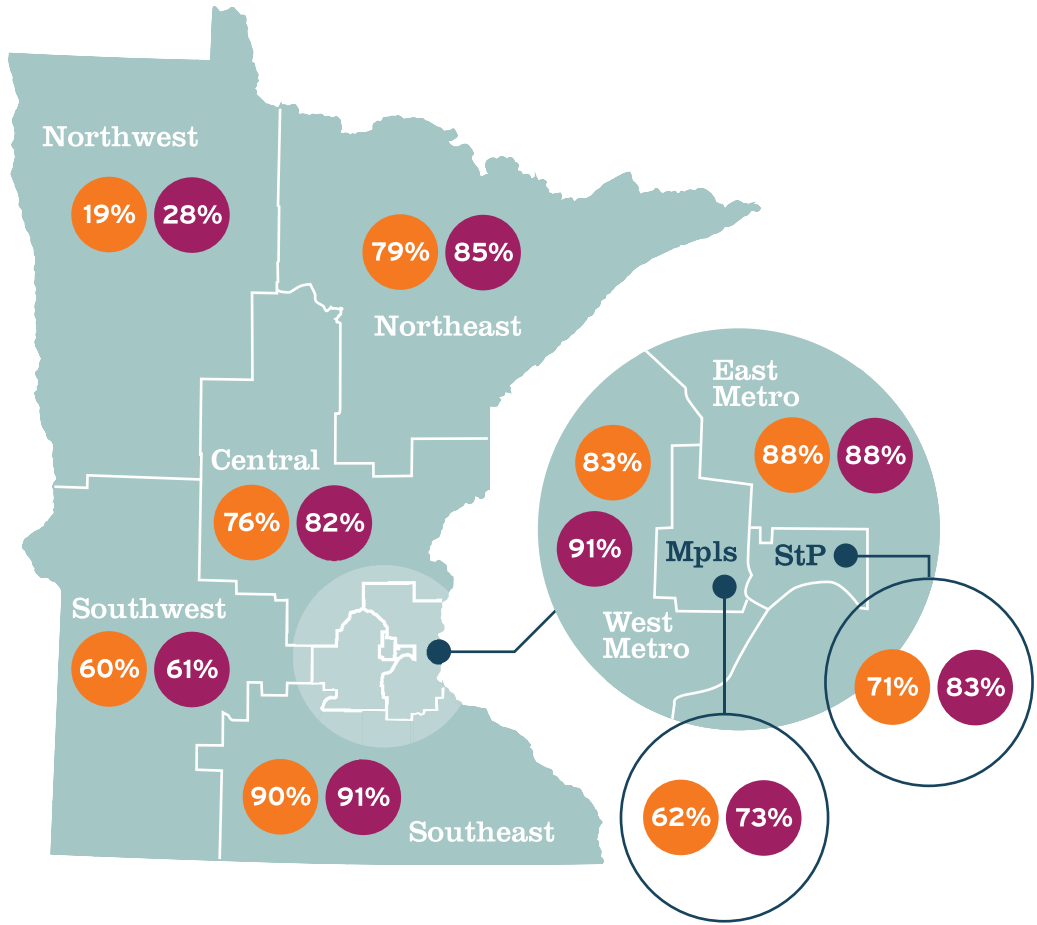 Northwest
19% 28%
79% 85%
Northeast
Central
76% 82%
Southwest
60% 61%
90% 91%
Southeast
East
Metro
88% 88%
83%
91%
Mpls
StP
West
Metro
71% 83%
62% 73%